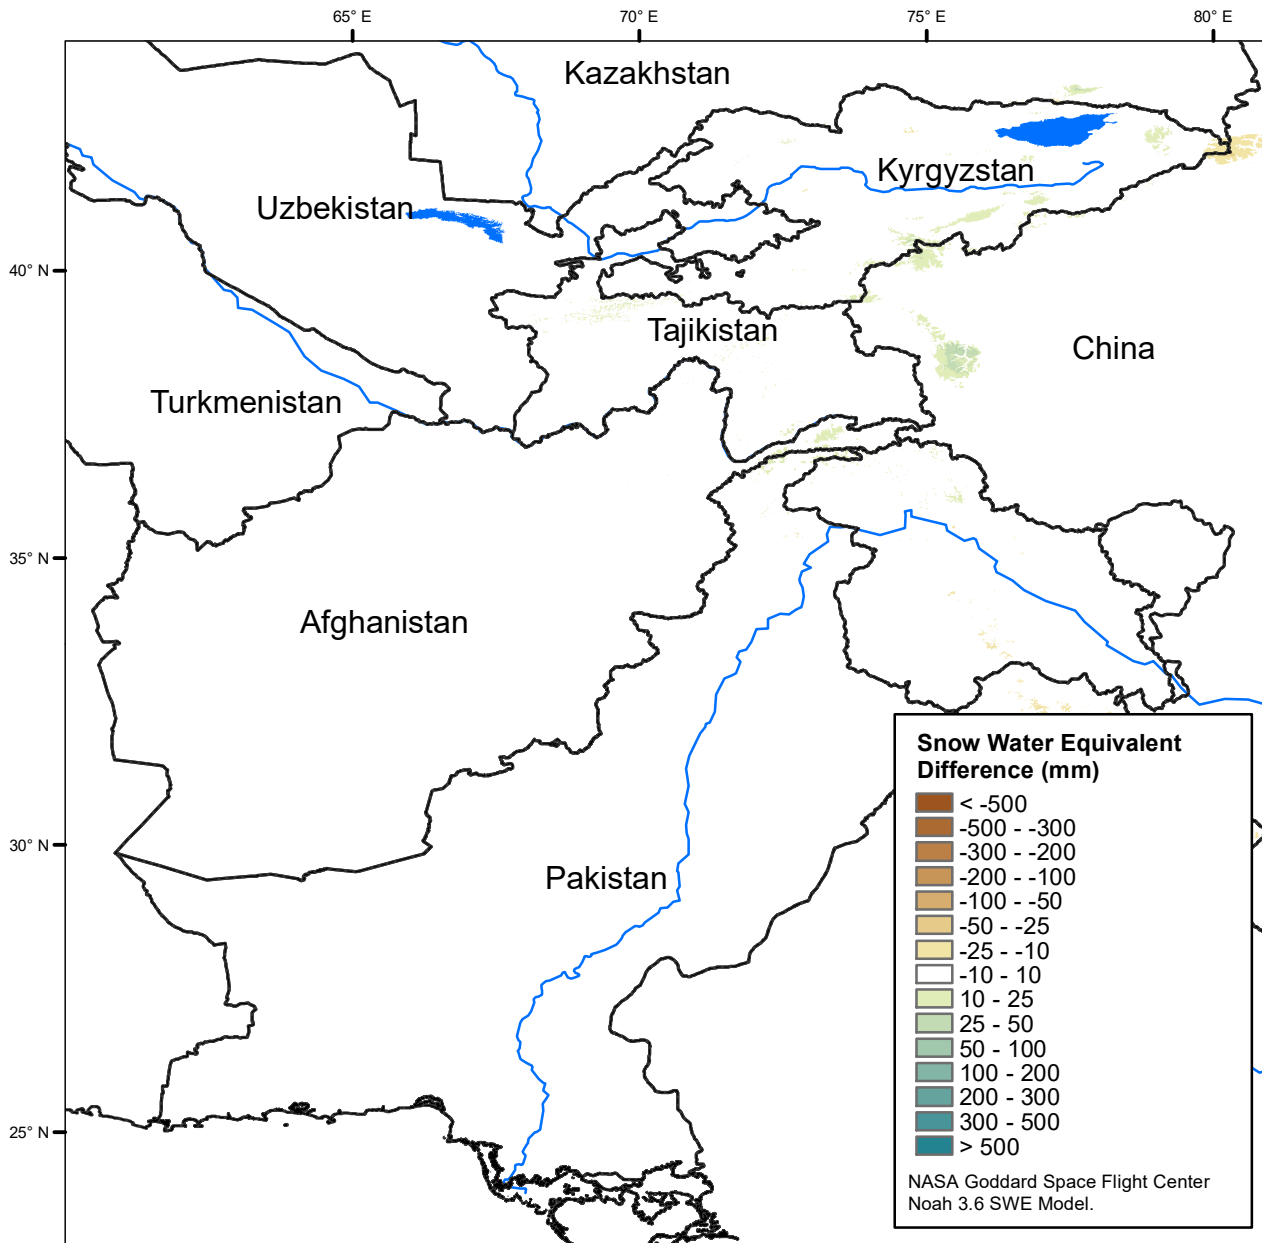 65° E
70° E
75° E
80° E
40° N
35° N
30° N
25° N
Kazakhstan
Kyrgyzstan
Uzbekistan
Tajikistan
China
Turkmenistan
Afghanistan
Pakistan
Snow Water Equivalent
Difference (mm)
< -500
-500 - -300
-300 - -200
-200 - -100
-100 - -50
-50 - -25
-25 - -10
-10 - 10
10 - 25
25 - 50
50 - 100
100 - 200
200 - 300
300 - 500
> 500
NASA Goddard Space Flight Center
Noah 3.6 SWE Model.